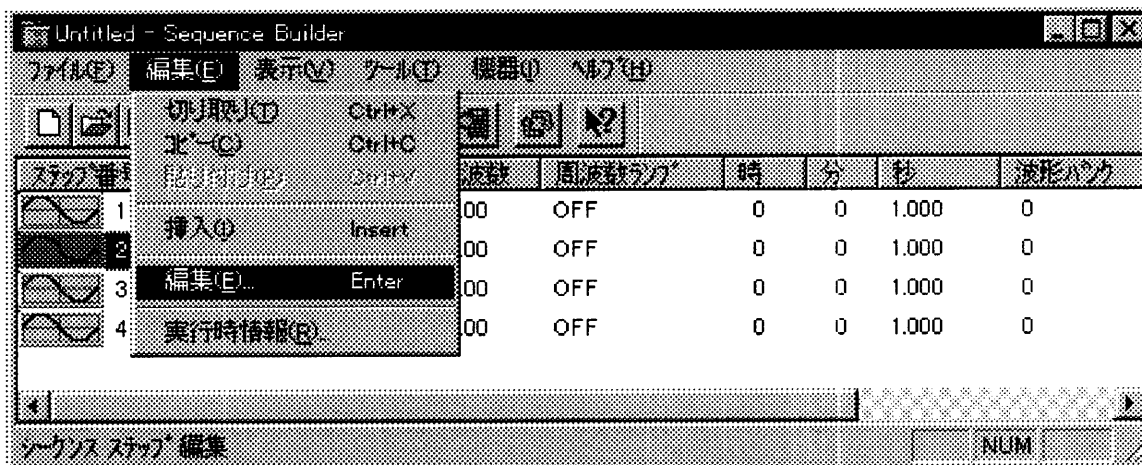 Untitled - Sequence Builder
ファイル(F) 編集(E) 表示(V) ツール(T) 機器(I) ヘルプ(H)
切り取り(T) Ctrl+X
コピー(C) Ctrl+C
貼り付け(P) Ctrl+V
挿入(I) Insert
編集(E)... Enter
実行時情報(R)...
ステップ番 波数 周波数ランプ 時 分 秒 波形バンク
1 .00 OFF 0 0 1.000 0
2 .00 OFF 0 0 1.000 0
3 .00 OFF 0 0 1.000 0
4 .00 OFF 0 0 1.000 0
シーケンス ステップ編集 NUM